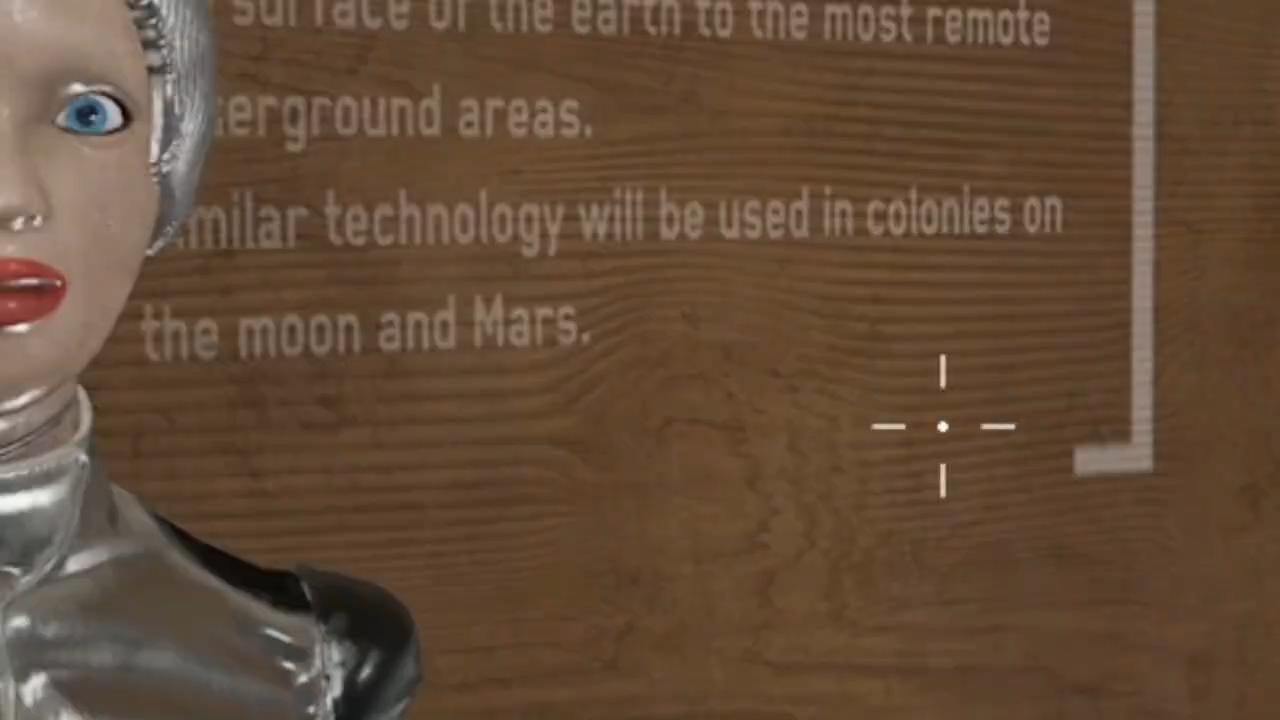 surface of the earth to the most remote
erground areas.
milar technology will be used in colonies on
the moon and Mars.